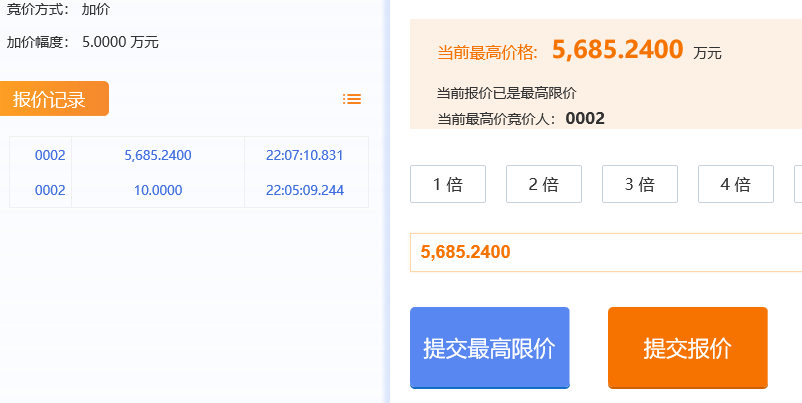 竞价方式： 加价
加价幅度： 5.0000 万元
报价记录
0002 5,685.2400 22:07:10.831
0002 10.0000 22:05:09.244
当前最高价格: 5,685.2400 万元
当前报价已是最高限价
当前最高价竞价人: 0002
1 倍 2 倍 3 倍 4 倍
5,685.2400
提交最高限价 提交报价